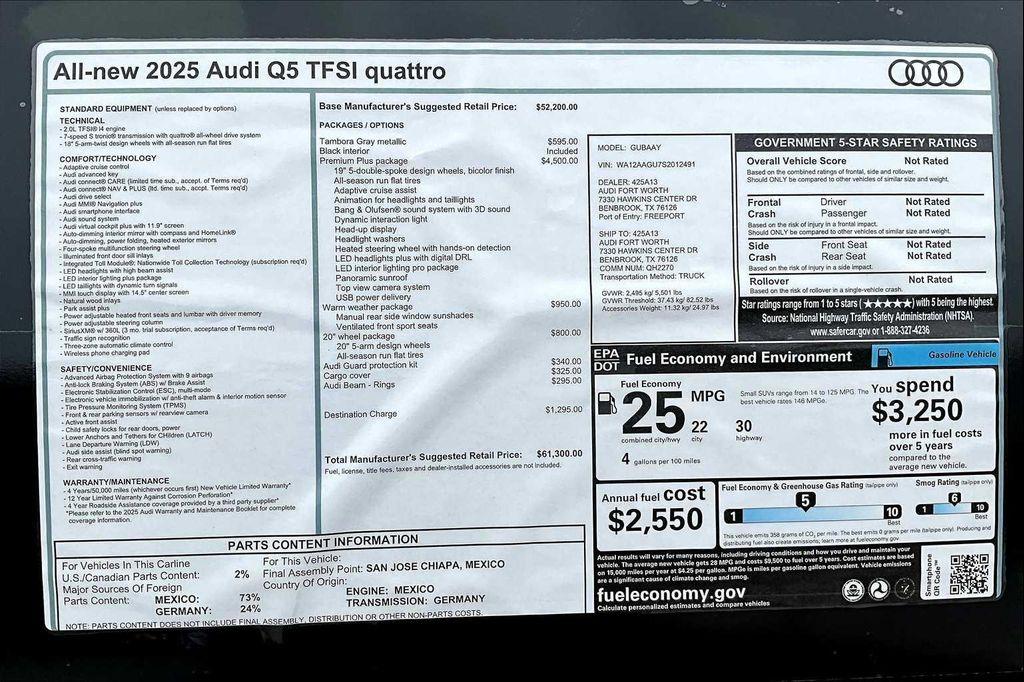 All-new 2025 Audi Q5 TFSI quattro
STANDARD EQUIPMENT (unless replaced by options)
TECHNICAL
- 2.0L TFSI® I4 engine
- 7-speed S tronic® transmission with quattro® all-wheel drive system
- 18" 5-arm-twist design wheels with all-season run flat tires
COMFORT/TECHNOLOGY
- Adaptive cruise control
- Audi advanced key
- Audi connect® CARE (limited time sub., accept. of Terms req'd)
- Audi connect® NAV & PLUS (ltd. time sub., accpt. of Terms req'd)
- Audi drive select
- Audi MMI® Navigation plus
- Audi smartphone interface
- Audi sound system
- Audi virtual cockpit plus with 11.9" screen
- Auto-dimming interior mirror with compass and HomeLink®
- Auto-dimming, power folding, heated exterior mirrors
- Four-spoke multifunction steering wheel
- Illuminated front door sill inlays
- Integrated Toll Module®: Nationwide Toll Collection Technology (subscription req'd)
- LED headlights with high beam assist
- LED interior lighting plus package
- LED taillights with dynamic turn signals
- MMI touch display with 14.5" center screen
- Natural wood inlays
- Park assist plus
- Power adjustable heated front seats and lumbar with driver memory
- Power adjustable steering column
- SiriusXM® w/ 360L (3 mo. trial subscription, acceptance of Terms req'd)
- Traffic sign recognition
- Three-zone automatic climate control
- Wireless phone charging pad
SAFETY/CONVENIENCE
- Advanced Airbag Protection System with 9 airbags
- Anti-lock Braking System (ABS) w/ Brake Assist
- Electronic Stabilization Control (ESC), multi-mode
- Electronic vehicle immobilization w/ anti-theft alarm & interior motion sensor
- Tire Pressure Monitoring System (TPMS)
- Front & rear parking sensors w/ rearview camera
- Active front assist
- Child safety locks for rear doors, power
- Lower Anchors and Tethers for CHildren (LATCH)
- Lane Departure Warning (LDW)
- Audi side assist (blind spot warning)
- Rear cross-traffic warning
- Exit warning
WARRANTY/MAINTENANCE
- 4 Years/50,000 miles (whichever occurs first) New Vehicle Limited Warranty*
- 12 Year Limited Warranty Against Corrosion Perforation*
- 4 Year Roadside Assistance coverage provided by a third party supplier*
*Please refer to the 2025 Audi Warranty and Maintenance Booklet for complete
coverage information.
Base Manufacturer's Suggested Retail Price: $52,200.00
PACKAGES / OPTIONS
Tambora Gray metallic $595.00
Black interior Included
Premium Plus package $4,500.00
19" 5-double-spoke design wheels, bicolor finish
All-season run flat tires
Adaptive cruise assist
Animation for headlights and taillights
Bang & Olufsen® sound system with 3D sound
Dynamic interaction light
Head-up display
Headlight washers
Heated steering wheel with hands-on detection
LED headlights plus with digital DRL
LED interior lighting pro package
Panoramic sunroof
Top view camera system
USB power delivery
Warm weather package $950.00
Manual rear side window sunshades
Ventilated front sport seats
20" wheel package $800.00
20" 5-arm design wheels
All-season run flat tires
Audi Guard protection kit $340.00
Cargo cover $325.00
Audi Beam - Rings $295.00
Destination Charge $1,295.00
Total Manufacturer's Suggested Retail Price: $61,300.00
Fuel, license, title fees, taxes and dealer-installed accessories are not included.
MODEL: GUBAAY
VIN: WA12AAGU7S2012491
DEALER: 425A13
AUDI FORT WORTH
7330 HAWKINS CENTER DR
BENBROOK, TX 76126
Port of Entry: FREEPORT
SHIP TO: 425A13
AUDI FORT WORTH
7330 HAWKINS CENTER DR
BENBROOK, TX 76126
COMM NUM: QH2270
Transportation Method: TRUCK
GVWR: 2,495 kg/ 5,501 lbs
GVWR Threshold: 37.43 kg/ 82.52 lbs
Accessories Weight: 11.32 kg/ 24.97 lbs
GOVERNMENT 5-STAR SAFETY RATINGS
Overall Vehicle Score Not Rated
Based on the combined ratings of frontal, side and rollover.
Should ONLY be compared to other vehicles of similar size and weight.
Frontal Driver Not Rated
Crash Passenger Not Rated
Based on the risk of injury in a frontal impact.
Should ONLY be compared to other vehicles of similar size and weight.
Side Front Seat Not Rated
Crash Rear Seat Not Rated
Based on the risk of injury in a side impact.
Rollover Not Rated
Based on the risk of rollover in a single-vehicle crash.
Star ratings range from 1 to 5 stars (★★★★★) with 5 being the highest.
Source: National Highway Traffic Safety Administration (NHTSA).
www.safercar.gov or 1-888-327-4236
EPA
DOT Fuel Economy and Environment Gasoline Vehicle
Fuel Economy
25 MPG
22 30
combined city/hwy city highway
4 gallons per 100 miles
Small SUVs range from 14 to 125 MPG. The
best vehicle rates 146 MPGe.
You spend
$3,250
more in fuel costs
over 5 years
compared to the
average new vehicle.
Annual fuel cost
$2,550
Fuel Economy & Greenhouse Gas Rating (tailpipe only)
5
1 10
Best
Smog Rating (tailpipe only)
6
1 10
Best
This vehicle emits 358 grams of CO2 per mile. The best emits 0 grams per mile (tailpipe only). Producing and
distributing fuel also create emissions; learn more at fueleconomy.gov.
Actual results will vary for many reasons, including driving conditions and how you drive and maintain your
vehicle. The average new vehicle gets 28 MPG and costs $9,500 to fuel over 5 years. Cost estimates are based
on 15,000 miles per year at $4.25 per gallon. MPGe is miles per gasoline gallon equivalent. Vehicle emissions
are a significant cause of climate change and smog.
fueleconomy.gov
Calculate personalized estimates and compare vehicles
Smartphone
QR Code™
PARTS CONTENT INFORMATION
For Vehicles In This Carline
U.S./Canadian Parts Content: 2%
Major Sources Of Foreign
Parts Content: MEXICO: 73%
GERMANY: 24%
For This Vehicle:
Final Assembly Point: SAN JOSE CHIAPA, MEXICO
Country Of Origin:
ENGINE: MEXICO
TRANSMISSION: GERMANY
NOTE: PARTS CONTENT DOES NOT INCLUDE FINAL ASSEMBLY, DISTRIBUTION OR OTHER NON-PARTS COSTS.